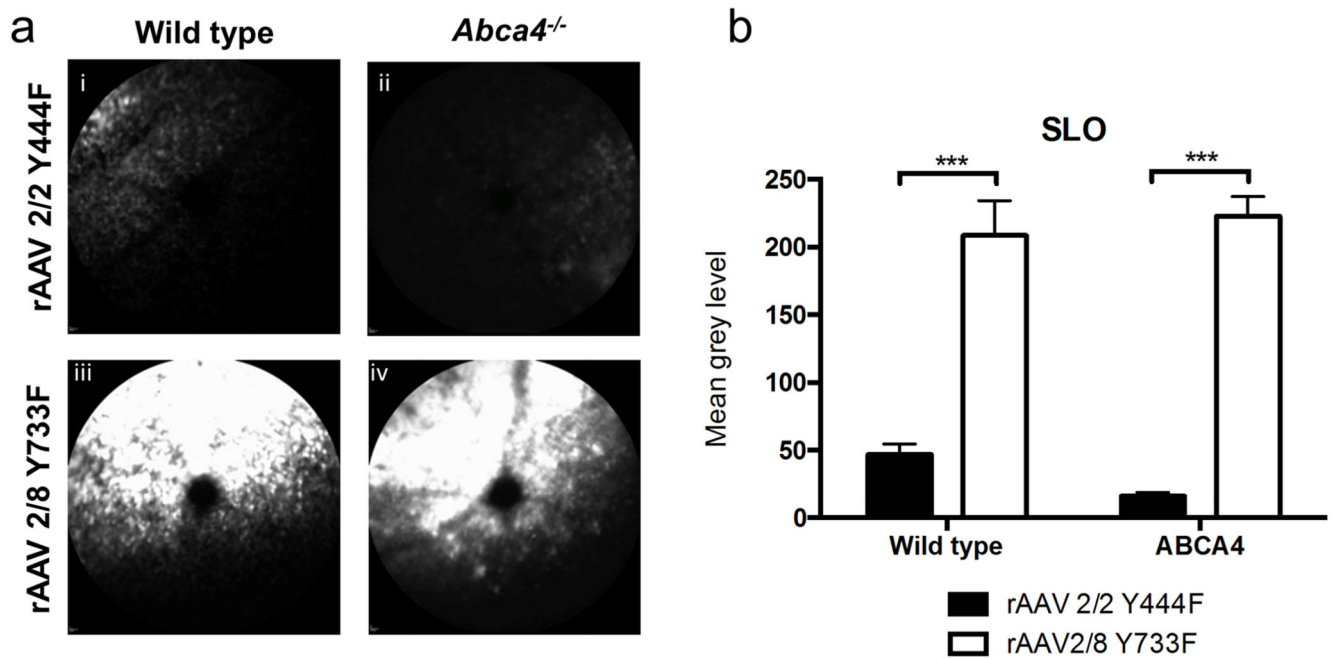 a
Wild type
Abca4-/-
rAAV 2/2 Y444F
i
ii
rAAV 2/8 Y733F
iii
iv
b
SLO
***
***
Mean grey level
250
200
150
100
50
0
Wild type
ABCA4
rAAV 2/2 Y444F
rAAV2/8 Y733F